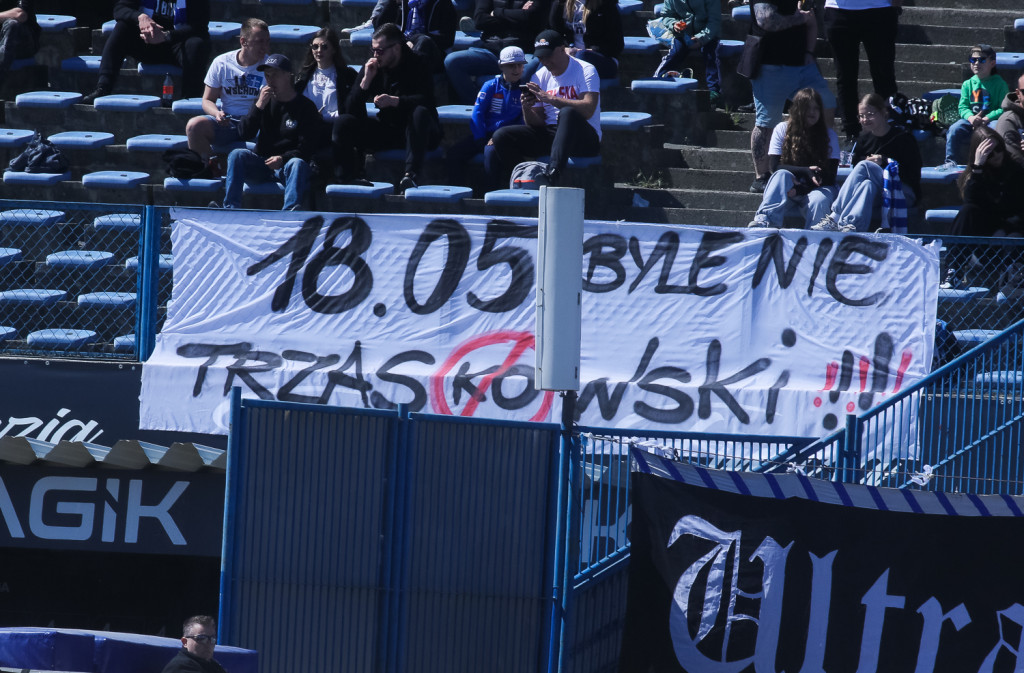 18.05 BYLE NIE
TRZASKOWSKI !!!!!
AGIK
Ultra